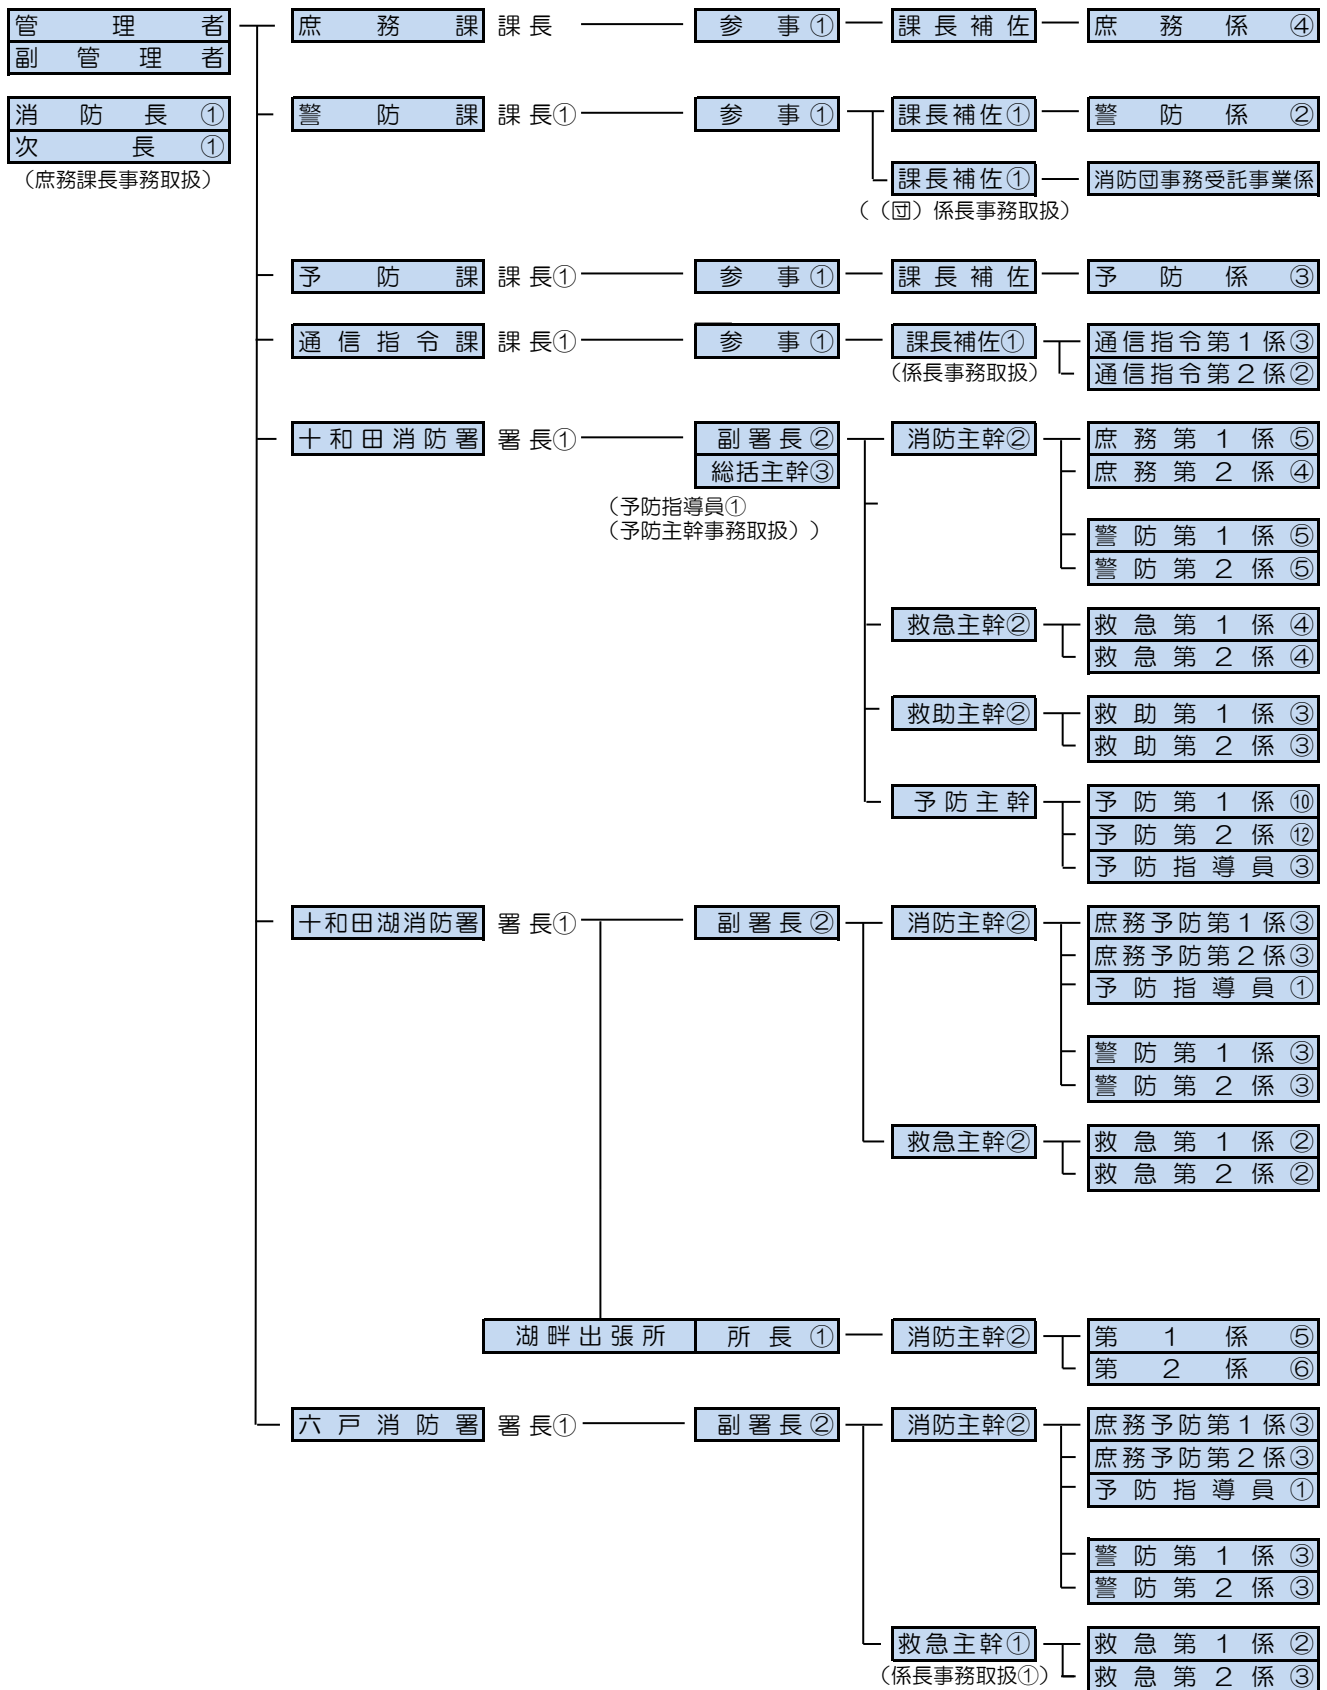 管理者 庶務課 課長 参事① 課長補佐 庶務係④
副管理者
消防長① 警防課 課長① 参事① 課長補佐① 警防係②
次長①
（庶務課長事務取扱） 課長補佐① 消防団事務受託事業係
（（団）係長事務取扱）
予防課 課長① 参事① 課長補佐 予防係③
通信指令課 課長① 参事① 課長補佐① 通信指令第１係③
（係長事務取扱） 通信指令第２係②
十和田消防署 署長① 副署長② 消防主幹② 庶務第１係⑤
総括主幹③ 庶務第２係④
（予防指導員①
（予防主幹事務取扱））
警防第１係⑤
警防第２係⑤
救急主幹② 救急第１係④
救急第２係④
救助主幹② 救助第１係③
救助第２係③
予防主幹 予防第１係⑩
予防第２係⑫
予防指導員③
十和田湖消防署 署長① 副署長② 消防主幹② 庶務予防第１係③
庶務予防第２係③
予防指導員①
警防第１係③
警防第２係③
救急主幹② 救急第１係②
救急第２係②
湖畔出張所 所長① 消防主幹② 第１係⑤
第２係⑥
六戸消防署 署長① 副署長② 消防主幹② 庶務予防第１係③
庶務予防第２係③
予防指導員①
警防第１係③
警防第２係③
救急主幹① 救急第１係②
（係長事務取扱①） 救急第２係③